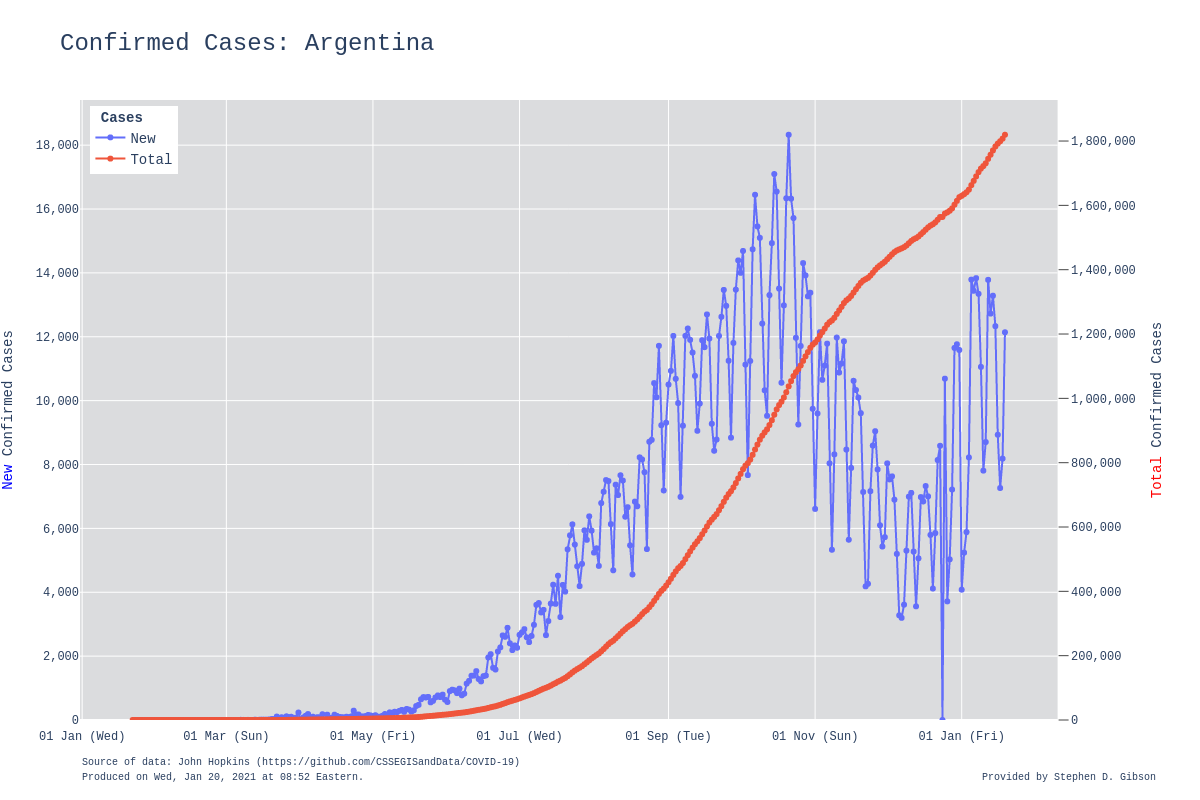 Confirmed Cases: Argentina
Cases
New
Total
18,000
16,000
14,000
12,000
10,000
8,000
6,000
4,000
2,000
0
New Confirmed Cases
1,800,000
1,600,000
1,400,000
1,200,000
1,000,000
800,000
600,000
400,000
200,000
0
Total Confirmed Cases
01 Jan (Wed) 01 Mar (Sun) 01 May (Fri) 01 Jul (Wed) 01 Sep (Tue) 01 Nov (Sun) 01 Jan (Fri)
Source of data: John Hopkins (https://github.com/CSSEGISandData/COVID-19)
Produced on Wed, Jan 20, 2021 at 08:52 Eastern.
Provided by Stephen D. Gibson